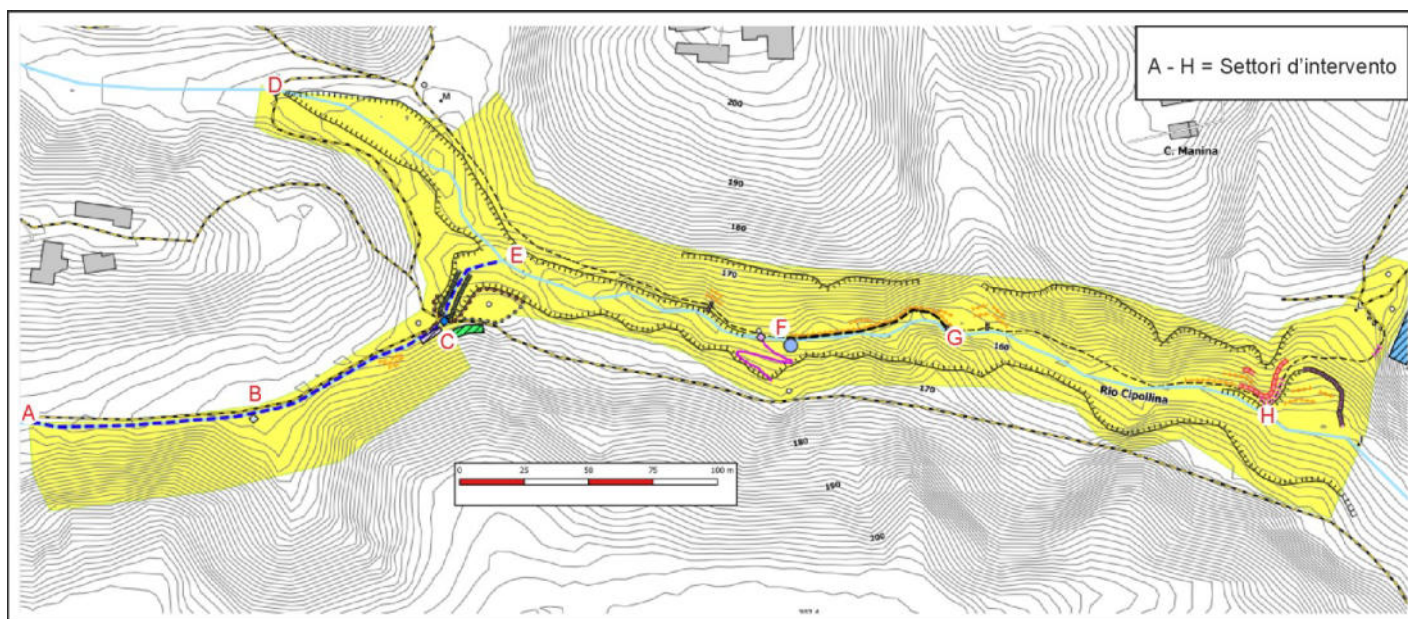 A - H = Settori d'intervento
D
M
200
C. Manina
190
180
E
170
F
G
160
C
B
A
Rio Cipollina
170
H
180
0 25 50 75 100 m
190
200